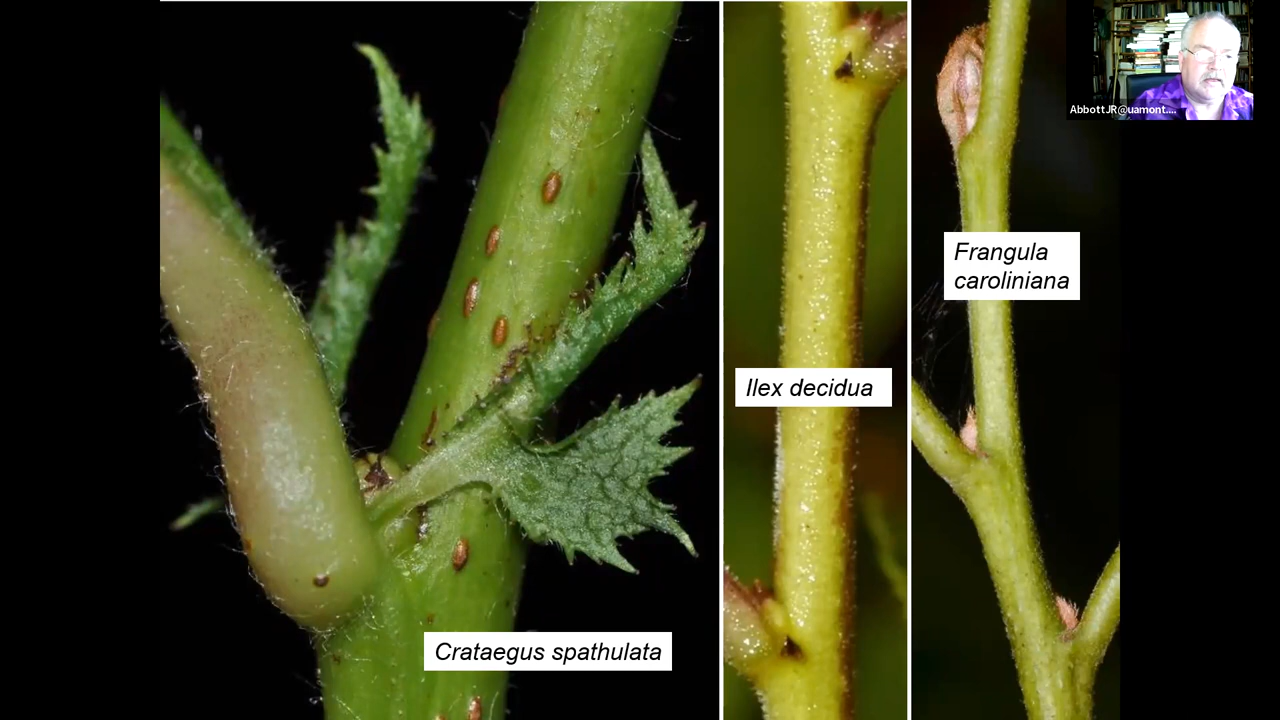 AbbottJR@uamont....
Frangula
caroliniana
Ilex decidua
Crataegus spathulata